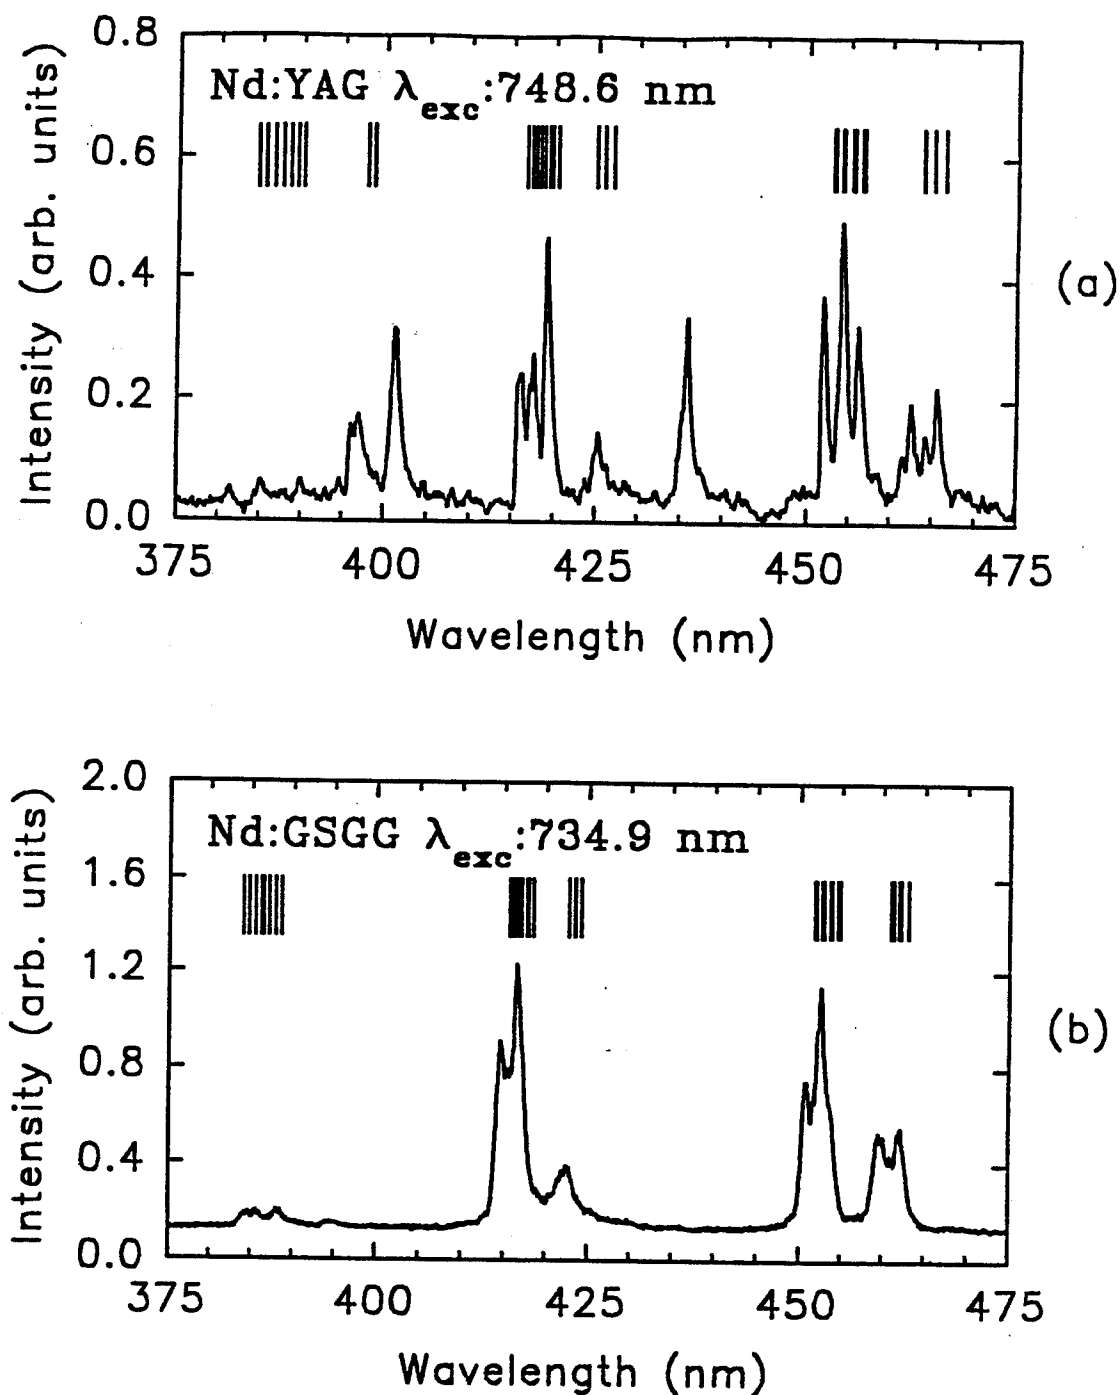 0.8
Nd:YAG λexc:748.6 nm
0.6
0.4
0.2
0.0
Intensity (arb. units)
(a)
375 400 425 450 475
Wavelength (nm)
2.0
Nd:GSGG λexc:734.9 nm
1.6
1.2
0.8
0.4
0.0
Intensity (arb. units)
(b)
375 400 425 450 475
Wavelength (nm)